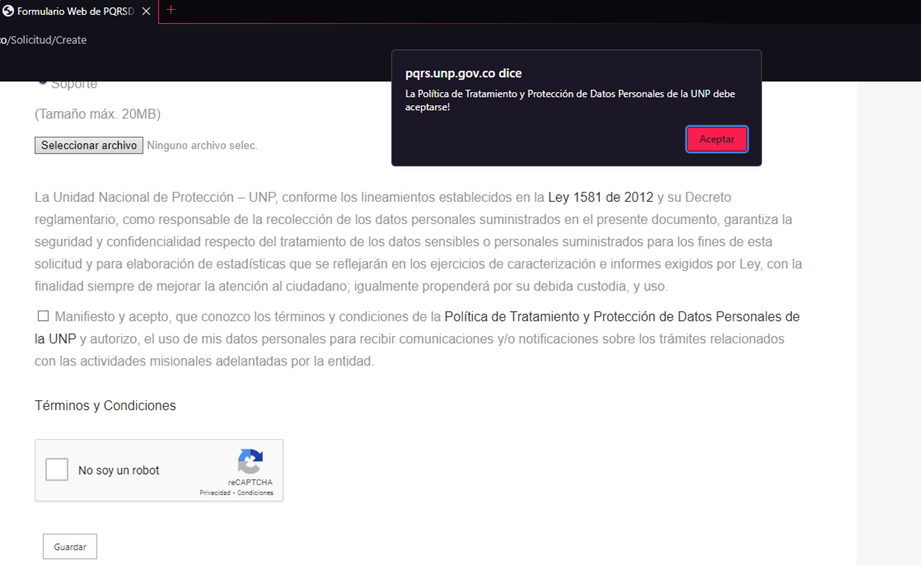 Formulario Web de PQRSD
co/Solicitud/Create
pqrs.unp.gov.co dice
La Política de Tratamiento y Protección de Datos Personales de la UNP debe
aceptarse!
Aceptar
Soporte
(Tamaño máx. 20MB)
Seleccionar archivo Ninguno archivo selec.
La Unidad Nacional de Protección – UNP, conforme los lineamientos establecidos en la Ley 1581 de 2012 y su Decreto
reglamentario, como responsable de la recolección de los datos personales suministrados en el presente documento, garantiza la
seguridad y confidencialidad respecto del tratamiento de los datos sensibles o personales suministrados para los fines de esta
solicitud y para elaboración de estadísticas que se reflejarán en los ejercicios de caracterización e informes exigidos por Ley, con la
finalidad siempre de mejorar la atención al ciudadano; igualmente propenderá por su debida custodia, y uso.
Manifiesto y acepto, que conozco los términos y condiciones de la Política de Tratamiento y Protección de Datos Personales de
la UNP y autorizo, el uso de mis datos personales para recibir comunicaciones y/o notificaciones sobre los trámites relacionados
con las actividades misionales adelantadas por la entidad.
Términos y Condiciones
No soy un robot
reCAPTCHA
Privacidad - Condiciones
Guardar